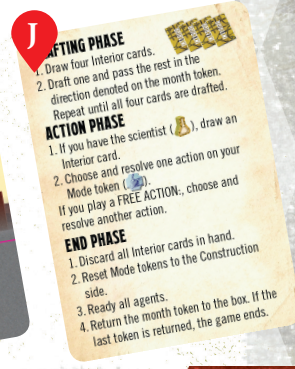 J
AFTING PHASE
1. Draw four Interior cards.
2. Draft one and pass the rest in the
direction denoted on the month token.
Repeat until all four cards are drafted.
ACTION PHASE
1. If you have the scientist ( ), draw an
Interior card.
2. Choose and resolve one action on your
Mode token ( ).
If you play a FREE ACTION:, choose and
resolve another action.
END PHASE
1. Discard all Interior cards in hand.
2. Reset Mode tokens to the Construction
side.
3. Ready all agents.
4. Return the month token to the box. If the
last token is returned, the game ends.